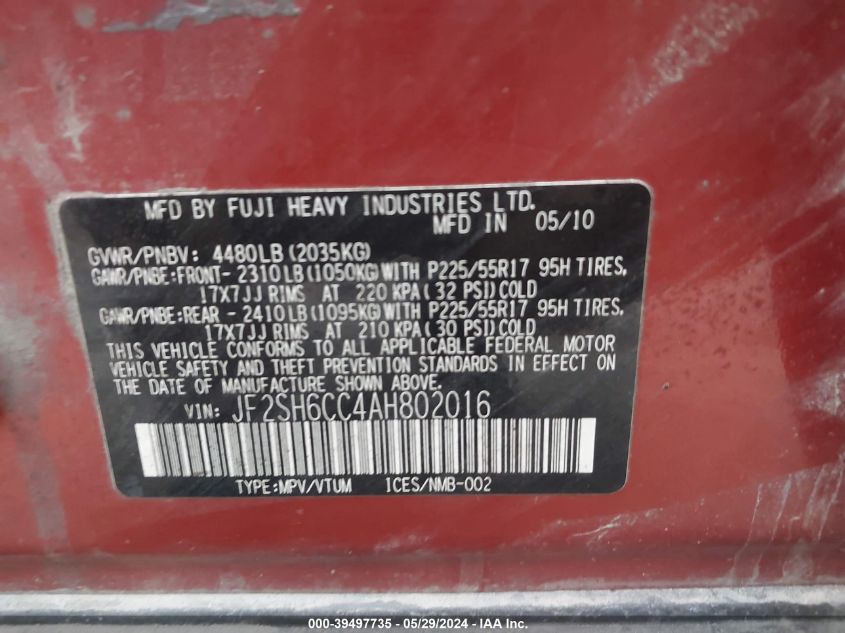 MFD BY FUJI HEAVY INDUSTRIES LTD.
MFD IN 05/10
GVWR/PNBV: 4480LB (2035KG)
GAWR/PNBE:FRONT- 2310LB(1050KG)WITH P225/55R17 95H TIRES,
17X7JJ RIMS AT 220 KPA( 32 PSI)COLD
GAWR/PNBE:REAR - 2410LB(1095KG)WITH P225/55R17 95H TIRES,
17X7JJ RIMS AT 210 KPA( 30 PSI)COLD
THIS VEHICLE CONFORMS TO ALL APPLICABLE FEDERAL MOTOR
VEHICLE SAFETY AND THEFT PREVENTION STANDARDS IN EFFECT ON
THE DATE OF MANUFACTURE SHOWN ABOVE.
VIN: JF2SH6CC4AH802016
TYPE:MPV/VTUM ICES/NMB-002
000-39497735 - 05/29/2024 - IAA Inc.